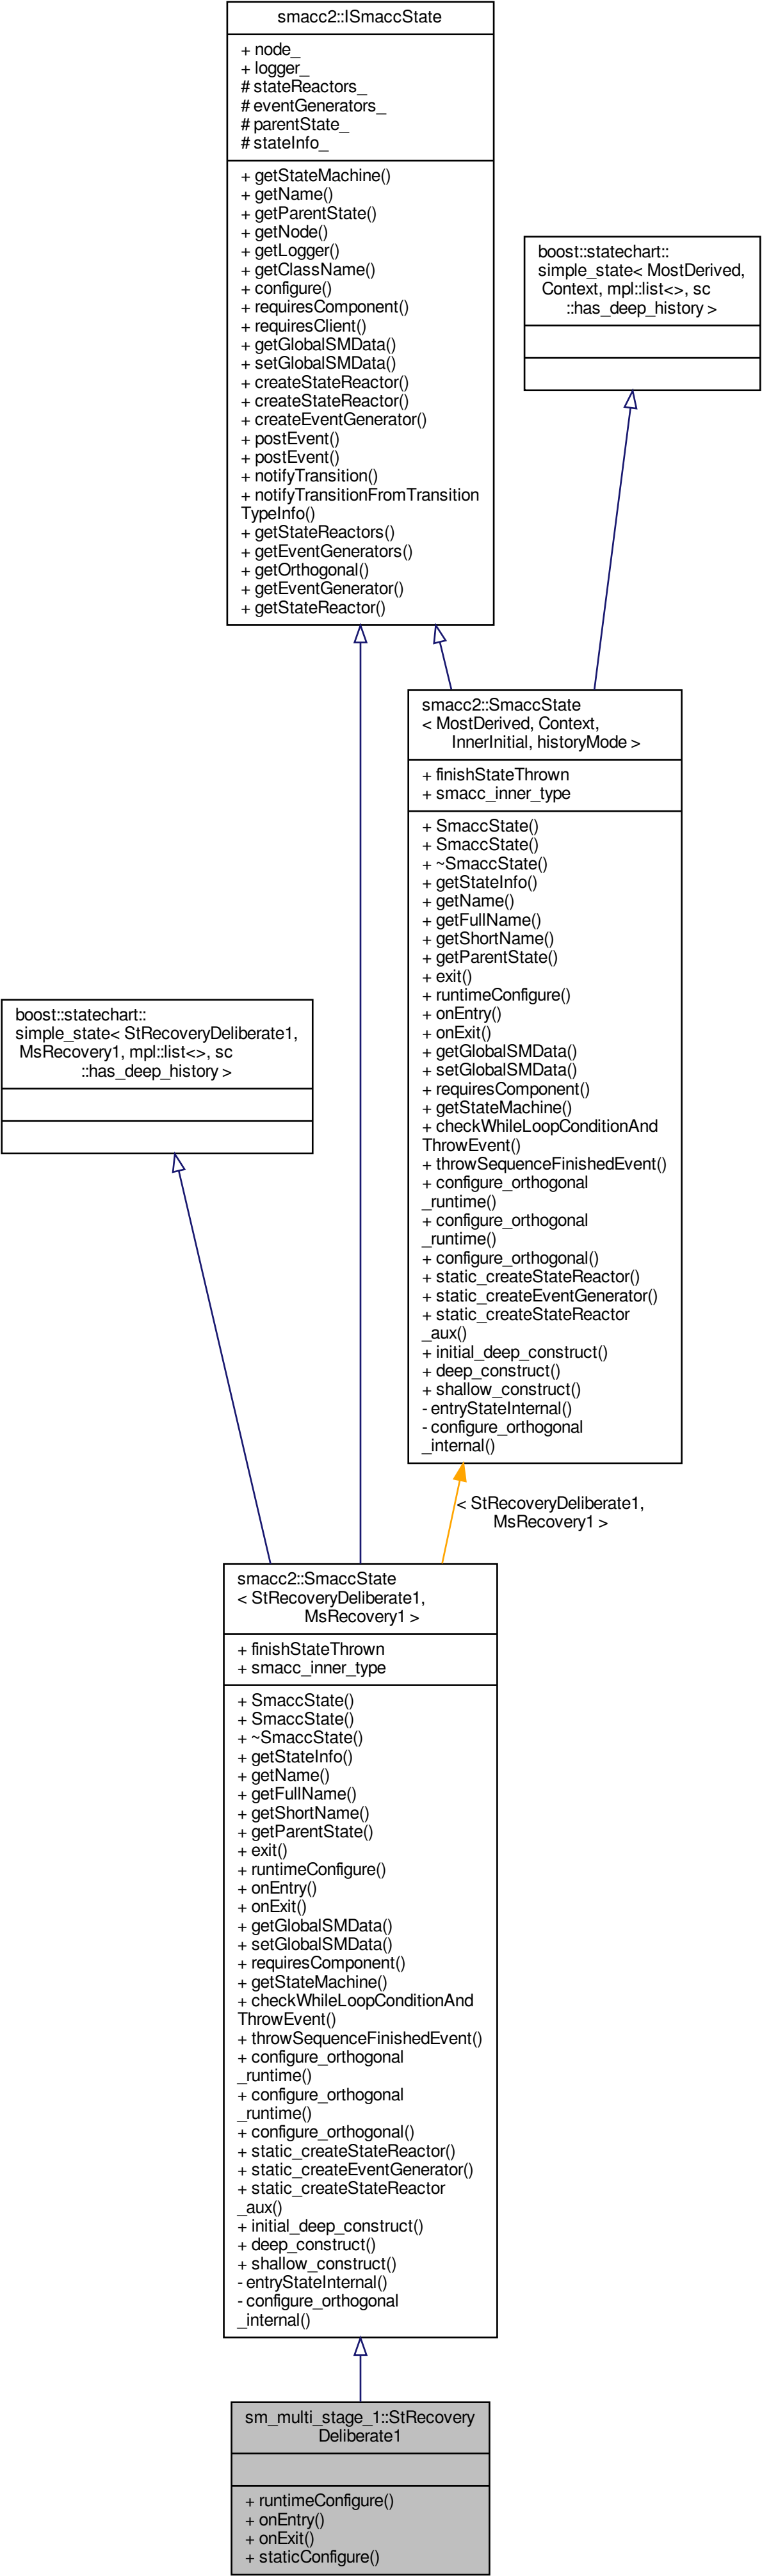 smacc2::ISmaccState
+ node_
+ logger_
# stateReactors_
# eventGenerators_
# parentState_
# stateInfo_
+ getStateMachine()
+ getName()
+ getParentState()
+ getNode()
+ getLogger()
+ getClassName()
+ configure()
+ requiresComponent()
+ requiresClient()
+ getGlobalSMData()
+ setGlobalSMData()
+ createStateReactor()
+ createStateReactor()
+ createEventGenerator()
+ postEvent()
+ postEvent()
+ notifyTransition()
+ notifyTransitionFromTransition
TypeInfo()
+ getStateReactors()
+ getEventGenerators()
+ getOrthogonal()
+ getEventGenerator()
+ getStateReactor()
boost::statechart::
simple_state< MostDerived,
Context, mpl::list<>, sc
::has_deep_history >
smacc2::SmaccState
< MostDerived, Context,
InnerInitial, historyMode >
+ finishStateThrown
+ smacc_inner_type
+ SmaccState()
+ SmaccState()
+ ~SmaccState()
+ getStateInfo()
+ getName()
+ getFullName()
+ getShortName()
+ getParentState()
+ exit()
+ runtimeConfigure()
+ onEntry()
+ onExit()
+ getGlobalSMData()
+ setGlobalSMData()
+ requiresComponent()
+ getStateMachine()
+ checkWhileLoopConditionAnd
ThrowEvent()
+ throwSequenceFinishedEvent()
+ configure_orthogonal
_runtime()
+ configure_orthogonal
_runtime()
+ configure_orthogonal()
+ static_createStateReactor()
+ static_createEventGenerator()
+ static_createStateReactor
_aux()
+ initial_deep_construct()
+ deep_construct()
+ shallow_construct()
- entryStateInternal()
- configure_orthogonal
_internal()
boost::statechart::
simple_state< StRecoveryDeliberate1,
MsRecovery1, mpl::list<>, sc
::has_deep_history >
< StRecoveryDeliberate1,
MsRecovery1 >
smacc2::SmaccState
< StRecoveryDeliberate1,
MsRecovery1 >
+ finishStateThrown
+ smacc_inner_type
+ SmaccState()
+ SmaccState()
+ ~SmaccState()
+ getStateInfo()
+ getName()
+ getFullName()
+ getShortName()
+ getParentState()
+ exit()
+ runtimeConfigure()
+ onEntry()
+ onExit()
+ getGlobalSMData()
+ setGlobalSMData()
+ requiresComponent()
+ getStateMachine()
+ checkWhileLoopConditionAnd
ThrowEvent()
+ throwSequenceFinishedEvent()
+ configure_orthogonal
_runtime()
+ configure_orthogonal
_runtime()
+ configure_orthogonal()
+ static_createStateReactor()
+ static_createEventGenerator()
+ static_createStateReactor
_aux()
+ initial_deep_construct()
+ deep_construct()
+ shallow_construct()
- entryStateInternal()
- configure_orthogonal
_internal()
sm_multi_stage_1::StRecovery
Deliberate1
+ runtimeConfigure()
+ onEntry()
+ onExit()
+ staticConfigure()